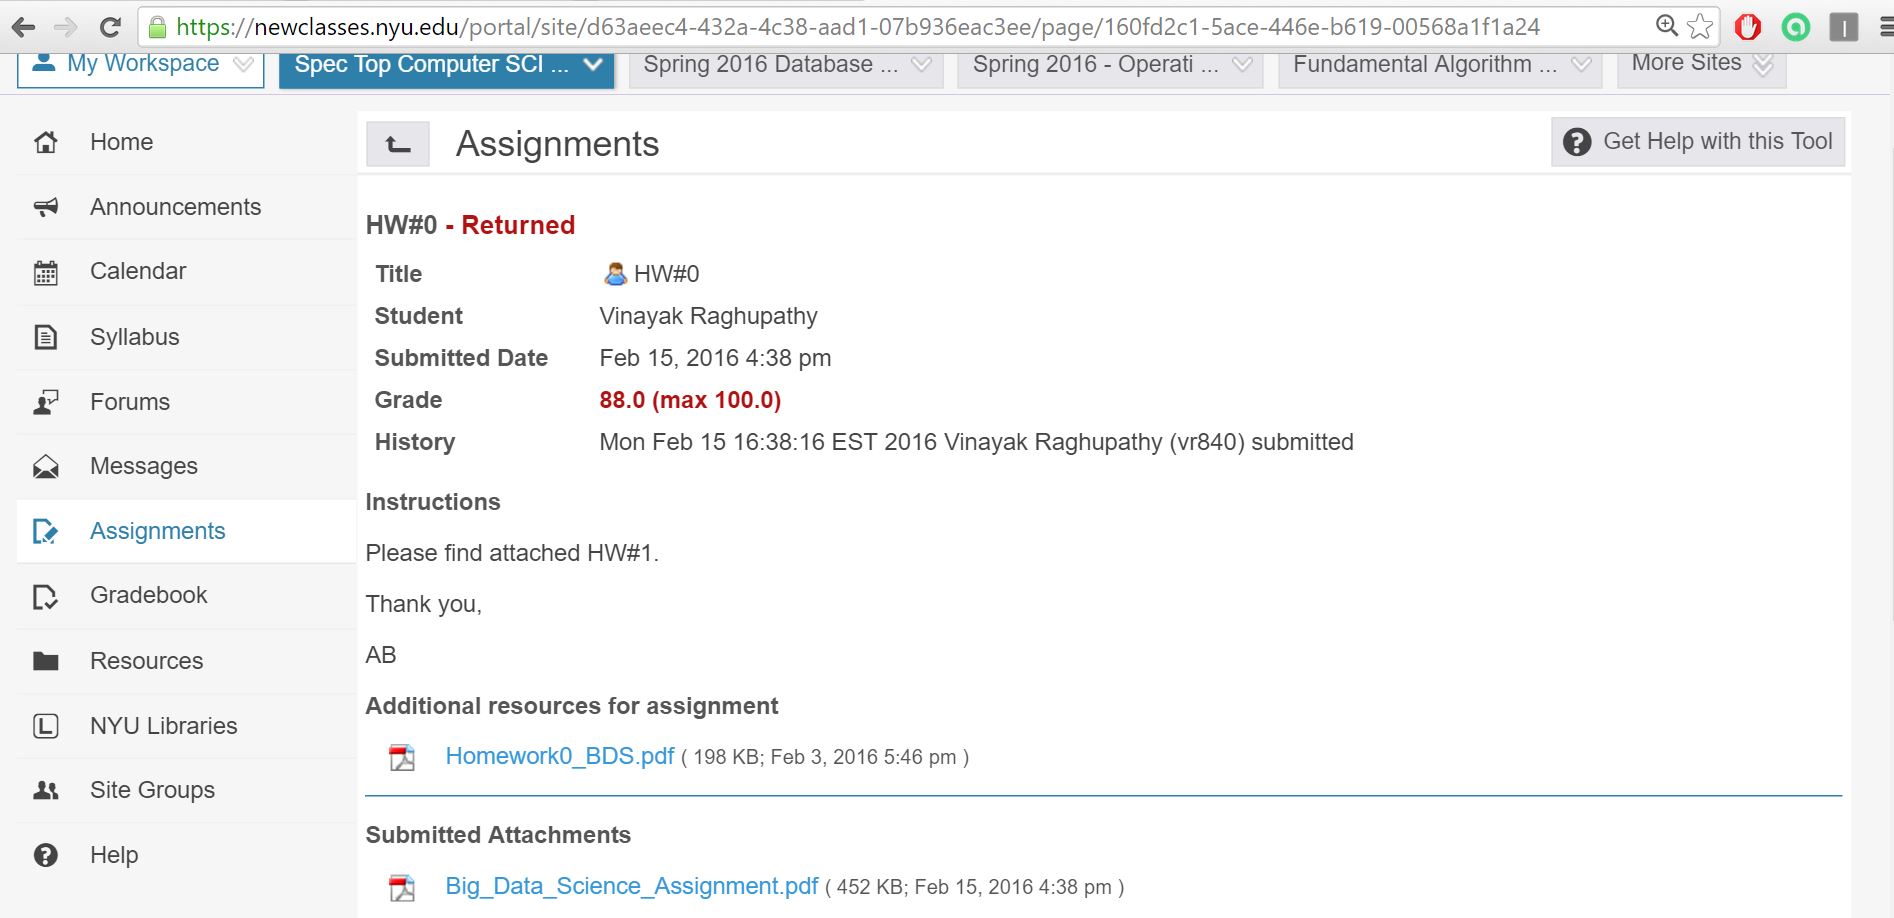 https://newclasses.nyu.edu/portal/site/d63aeec4-432a-4c38-aad1-07b936eac3ee/page/160fd2c1-5ace-446e-b619-00568a1f1a24
My Workspace
Spec Top Computer SCI ...
Spring 2016 Database ...
Spring 2016 - Operati ...
Fundamental Algorithm ...
More Sites
Home
Announcements
Calendar
Syllabus
Forums
Messages
Assignments
Gradebook
Resources
NYU Libraries
Site Groups
Help
Assignments
Get Help with this Tool
HW#0 - Returned
Title HW#0
Student Vinayak Raghupathy
Submitted Date Feb 15, 2016 4:38 pm
Grade 88.0 (max 100.0)
History Mon Feb 15 16:38:16 EST 2016 Vinayak Raghupathy (vr840) submitted
Instructions
Please find attached HW#1.
Thank you,
AB
Additional resources for assignment
Homework0_BDS.pdf ( 198 KB; Feb 3, 2016 5:46 pm )
Submitted Attachments
Big_Data_Science_Assignment.pdf ( 452 KB; Feb 15, 2016 4:38 pm )